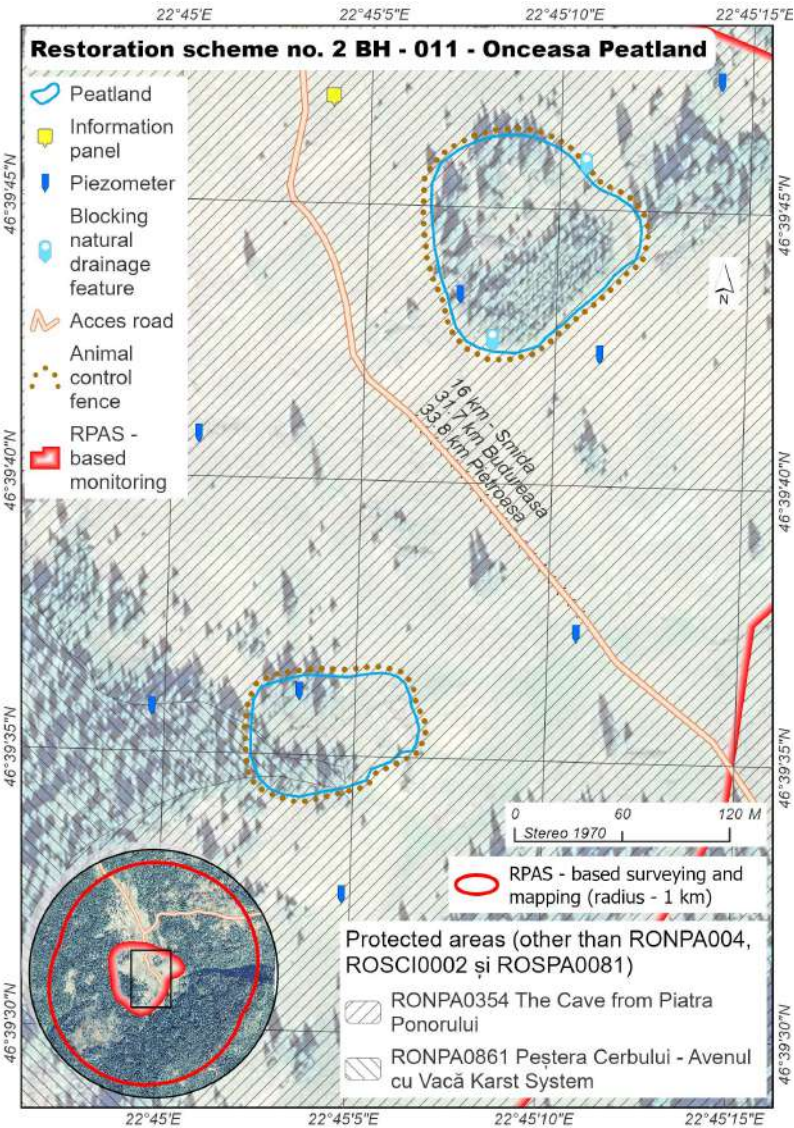 22°45'E 22°45'5"E 22°45'10"E 22°45'15"E
Restoration scheme no. 2 BH - 011 - Onceasa Peatland
Peatland
Information
panel
Piezometer
Blocking
natural
drainage
feature
Acces road
Animal
control
fence
RPAS -
based
monitoring
46°39'45"N
46°39'45"N
N
16 km - Smida
31.7 km Budureasa
33.8 km Pietroasa
46°39'40"N
46°39'40"N
46°39'35"N
46°39'35"N
0 60 120 M
Stereo 1970
RPAS - based surveying and
mapping (radius - 1 km)
Protected areas (other than RONPA004,
ROSCI0002 și ROSPA0081)
RONPA0354 The Cave from Piatra
Ponorului
RONPA0861 Peștera Cerbului - Avenul
cu Vacă Karst System
46°39'30"N
46°39'30"N
22°45'E 22°45'5"E 22°45'10"E 22°45'15"E